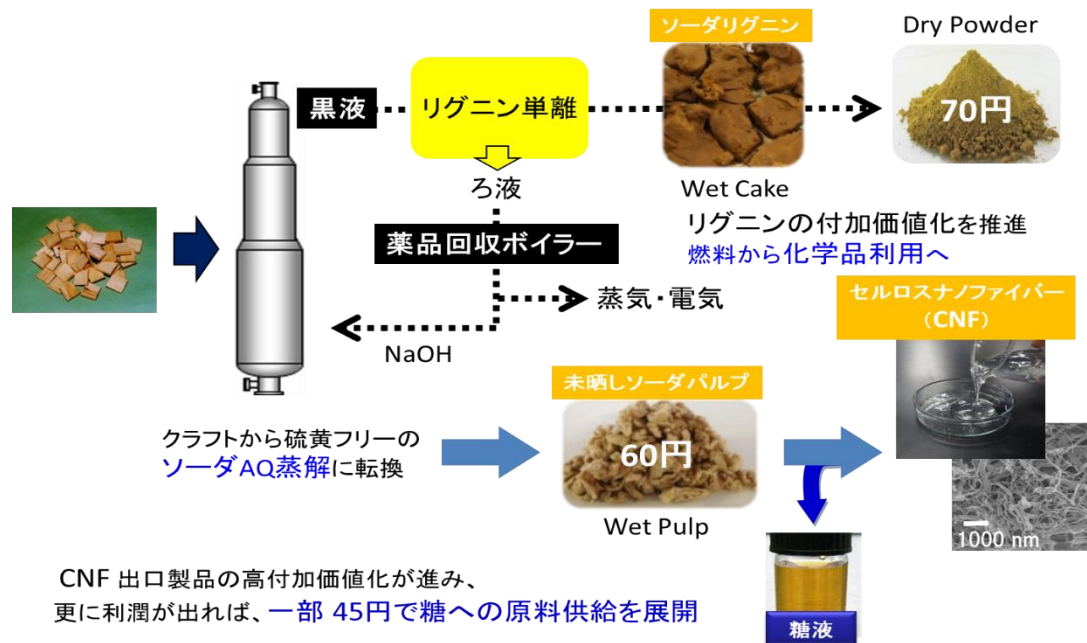 ソーダリグニン
Dry Powder
黒液
リグニン単離
70円
ろ液
Wet Cake
リグニンの付加価値化を推進
燃料から化学品利用へ
薬品回収ボイラー
蒸気・電気
NaOH
セルロスナノファイバー
（CNF）
未晒しソーダパルプ
クラフトから硫黄フリーの
ソーダAQ蒸解に転換
60円
Wet Pulp
1000 nm
CNF 出口製品の高付加価値化が進み、
更に利潤が出れば、一部 45円で糖への原料供給を展開
糖液